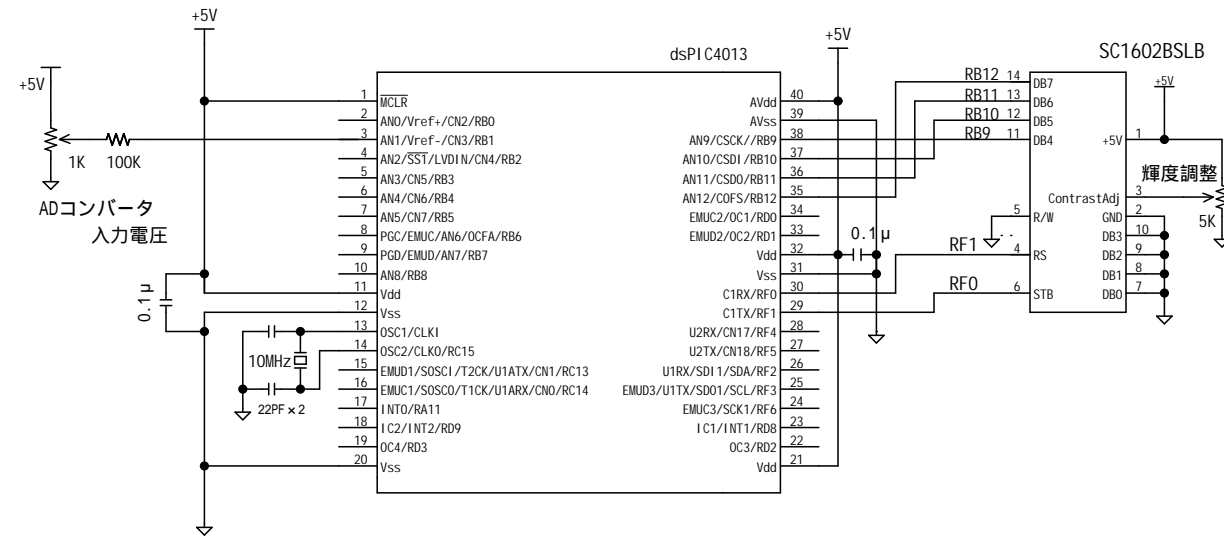 +5V
+5V
dsPIC4013
SC1602BSLB
+5V
+5V
1K
100K
ADコンバータ
入力電圧
0.1μ
10MHz
22PF×2
1 MCLR
2 AN0/Vref+/CN2/RB0
3 AN1/Vref-/CN3/RB1
4 AN2/SS1/LVDIN/CN4/RB2
5 AN3/CN5/RB3
6 AN4/CN6/RB4
7 AN5/CN7/RB5
8 PGC/EMUC/AN6/OCFA/RB6
9 PGD/EMUD/AN7/RB7
10 AN8/RB8
11 Vdd
12 Vss
13 OSC1/CLKI
14 OSC2/CLKO/RC15
15 EMUD1/SOSCI/T2CK/U1ATX/CN1/RC13
16 EMUC1/SOSCO/T1CK/U1ARX/CN0/RC14
17 INT0/RA11
18 IC2/INT2/RD9
19 OC4/RD3
20 Vss
AVdd 40
AVss 39
AN9/CSCK//RB9 38
AN10/CSDI/RB10 37
AN11/CSDO/RB11 36
AN12/COFS/RB12 35
EMUC2/OC1/RD0 34
EMUD2/OC2/RD1 33
Vdd 32
Vss 31
C1RX/RF0 30
C1TX/RF1 29
U2RX/CN17/RF4 28
U2TX/CN18/RF5 27
U1RX/SDI1/SDA/RF2 26
EMUD3/U1TX/SDO1/SCL/RF3 25
EMUC3/SCK1/RF6 24
IC1/INT1/RD8 23
OC3/RD2 22
Vdd 21
0.1μ
RB12 14 DB7
RB11 13 DB6
RB10 12 DB5
RB9 11 DB4
5 R/W
RF1 4 RS
RF0 6 STB
+5V 1
ContrastAdj 3
GND 2
DB3 10
DB2 9
DB1 8
DB0 7
輝度調整
5K